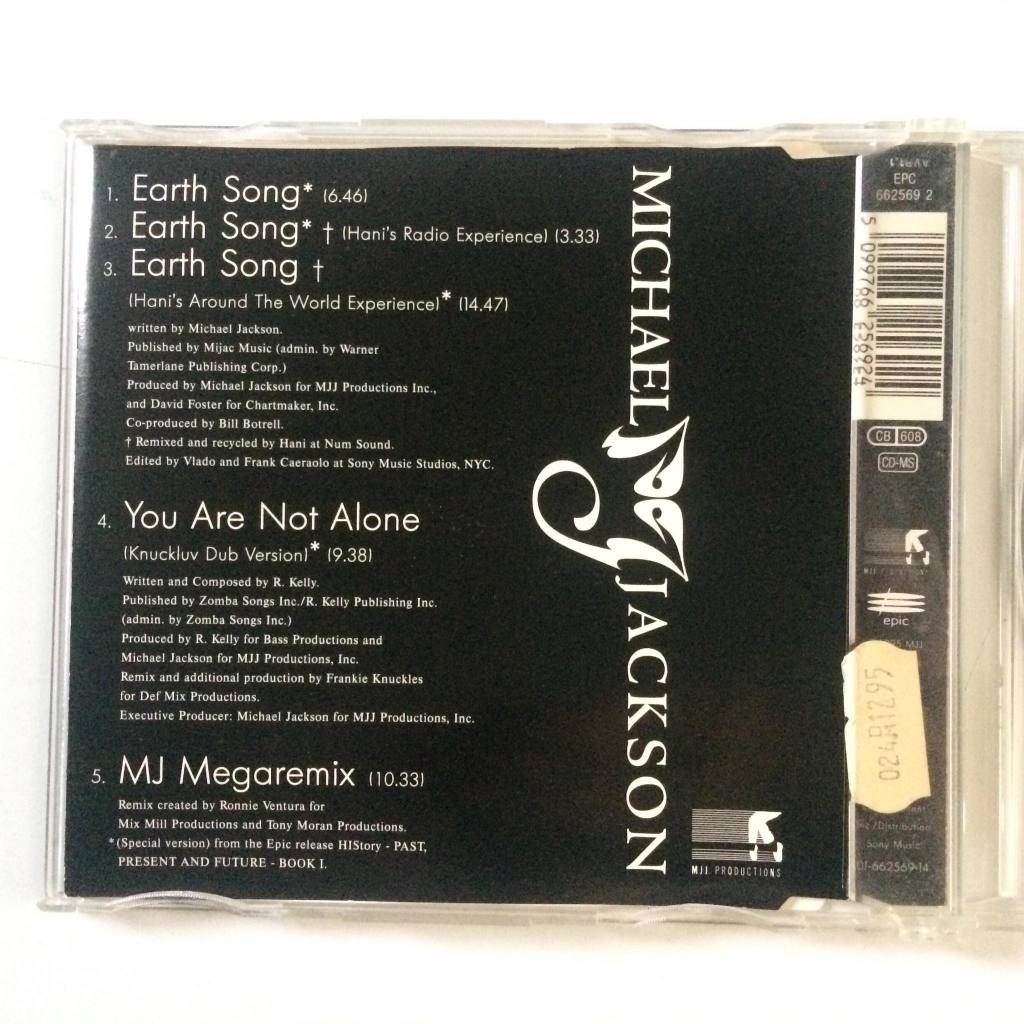 1. Earth Song* (6.46)
2. Earth Song* † (Hani's Radio Experience) (3.33)
3. Earth Song †
(Hani's Around The World Experience)* (14.47)
written by Michael Jackson.
Published by Mijac Music (admin. by Warner
Tamerlane Publishing Corp.)
Produced by Michael Jackson for MJJ Productions Inc.,
and David Foster for Chartmaker, Inc.
Co-produced by Bill Botrell.
† Remixed and recycled by Hani at Num Sound.
Edited by Vlado and Frank Caeraolo at Sony Music Studios, NYC.
4. You Are Not Alone
(Knuckluv Dub Version)* (9.38)
Written and Composed by R. Kelly.
Published by Zomba Songs Inc./R. Kelly Publishing Inc.
(admin. by Zomba Songs Inc.)
Produced by R. Kelly for Bass Productions and
Michael Jackson for MJJ Productions, Inc.
Remix and additional production by Frankie Knuckles
for Def Mix Productions.
Executive Producer: Michael Jackson for MJJ Productions, Inc.
5. MJ Megaremix (10.33)
Remix created by Ronnie Ventura for
Mix Mill Productions and Tony Moran Productions.
*(Special version) from the Epic release HIStory - PAST,
PRESENT AND FUTURE - BOOK I.
MICHAEL JACKSON
MJJ PRODUCTIONS
EPC
662569 2
5 099766 256924
CB 608
CD-MS
epic
024A1295
Sony Music
01-662569-14